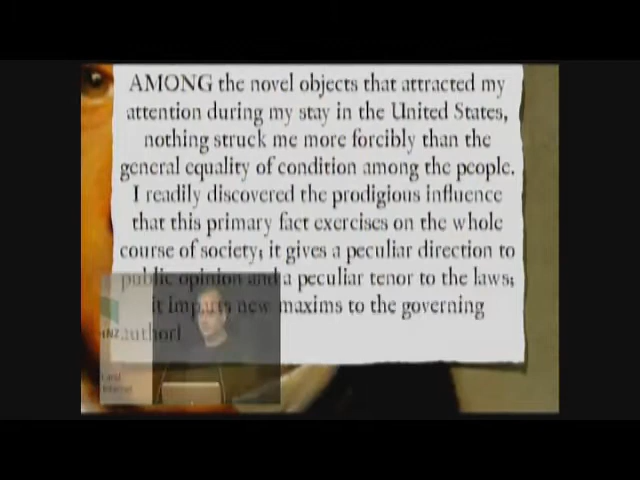 AMONG the novel objects that attracted my
attention during my stay in the United States,
nothing struck me more forcibly than the
general equality of condition among the people.
I readily discovered the prodigious influence
that this primary fact exercises on the whole
course of society; it gives a peculiar direction to
public opinion and a peculiar tenor to the laws;
it imparts new maxims to the governing
authori